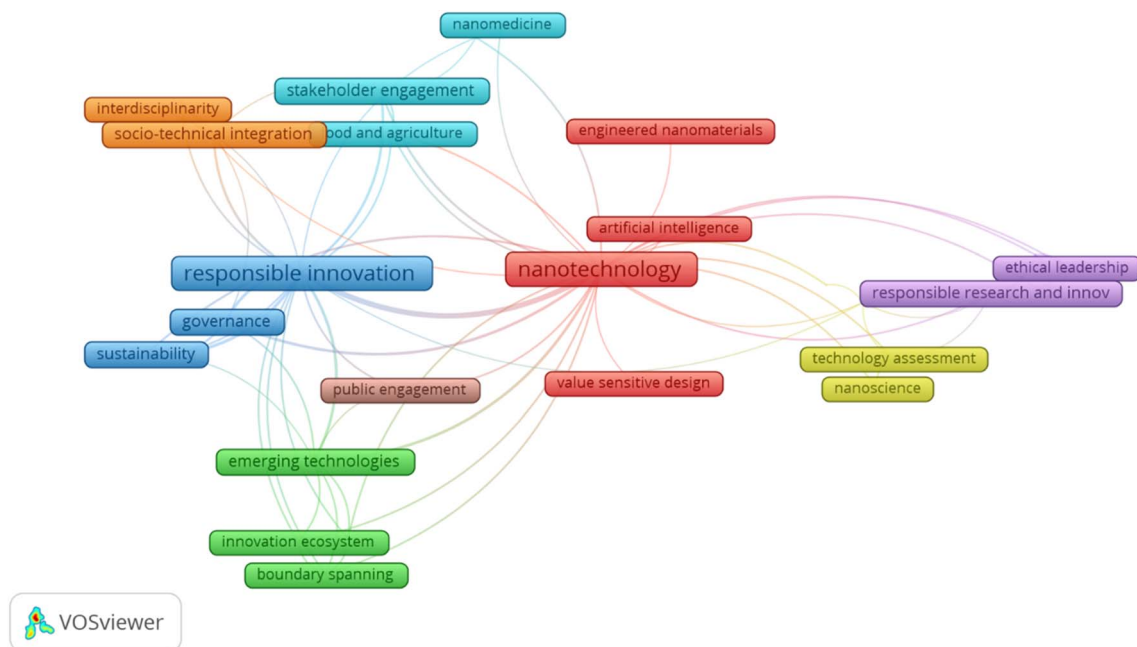 nanomedicine
stakeholder engagement
interdisciplinarity
socio-technical integration
ood and agriculture
engineered nanomaterials
artificial intelligence
nanotechnology
responsible innovation
ethical leadership
responsible research and innov
governance
sustainability
technology assessment
public engagement
value sensitive design
nanoscience
emerging technologies
innovation ecosystem
boundary spanning
VOSviewer